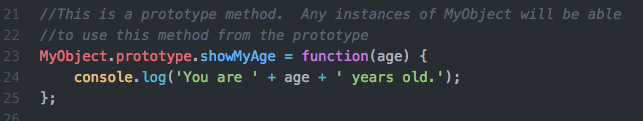 21 //This is a prototype method.  Any instances of MyObject will be able
22 //to use this method from the prototype
23 MyObject.prototype.showMyAge = function(age) {
24     console.log('You are ' + age + ' years old.');
25 };
26